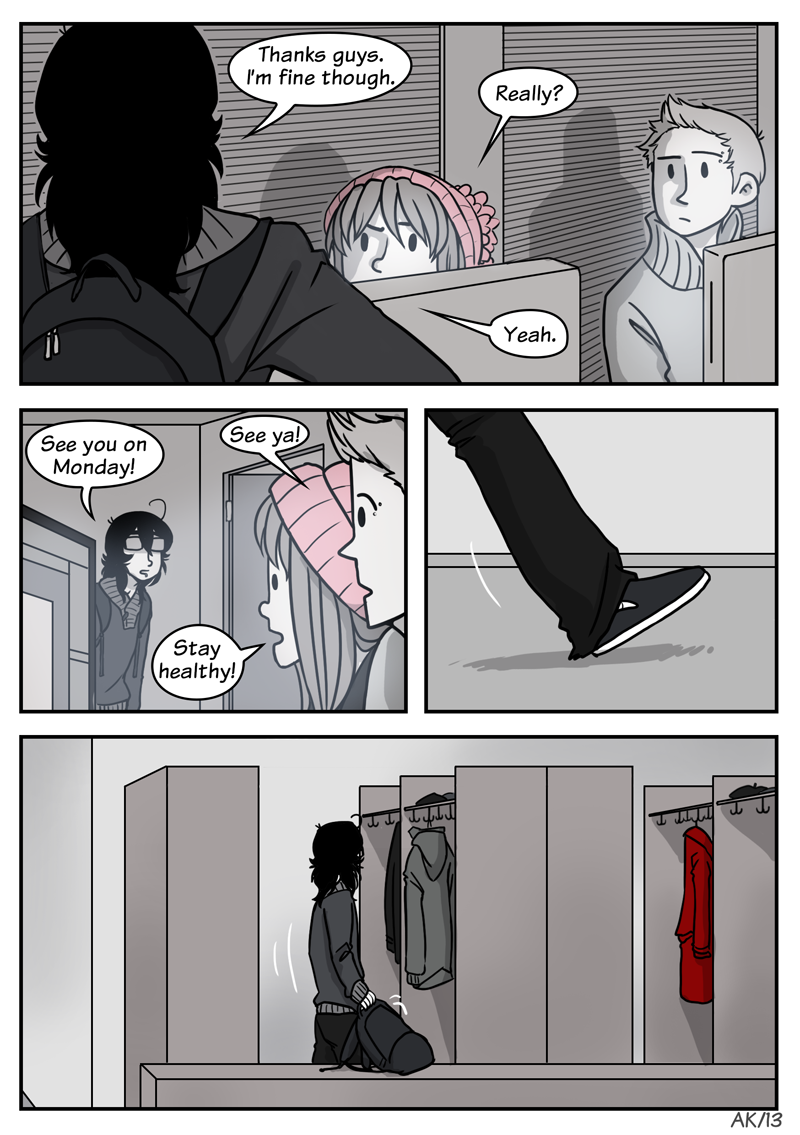 Thanks guys.
I'm fine though.
Really?
Yeah.
See you on
Monday!
See ya!
Stay
healthy!
AK/13